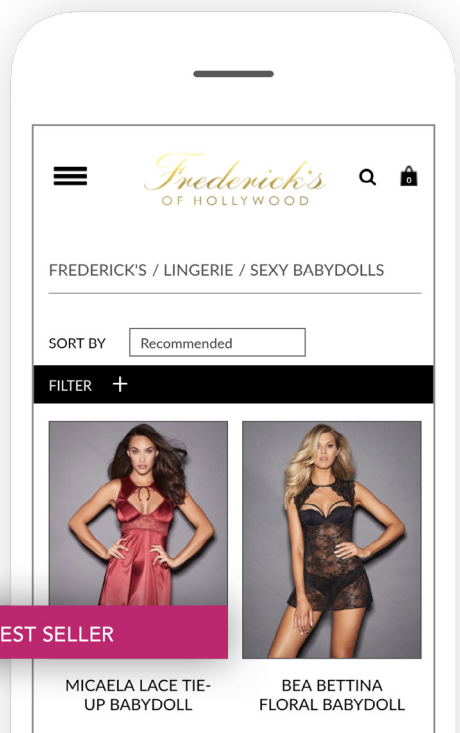 Frederick's
OF HOLLYWOOD
0
FREDERICK'S / LINGERIE / SEXY BABYDOLLS
SORT BY Recommended
FILTER +
EST SELLER
MICAELA LACE TIE-
UP BABYDOLL
BEA BETTINA
FLORAL BABYDOLL